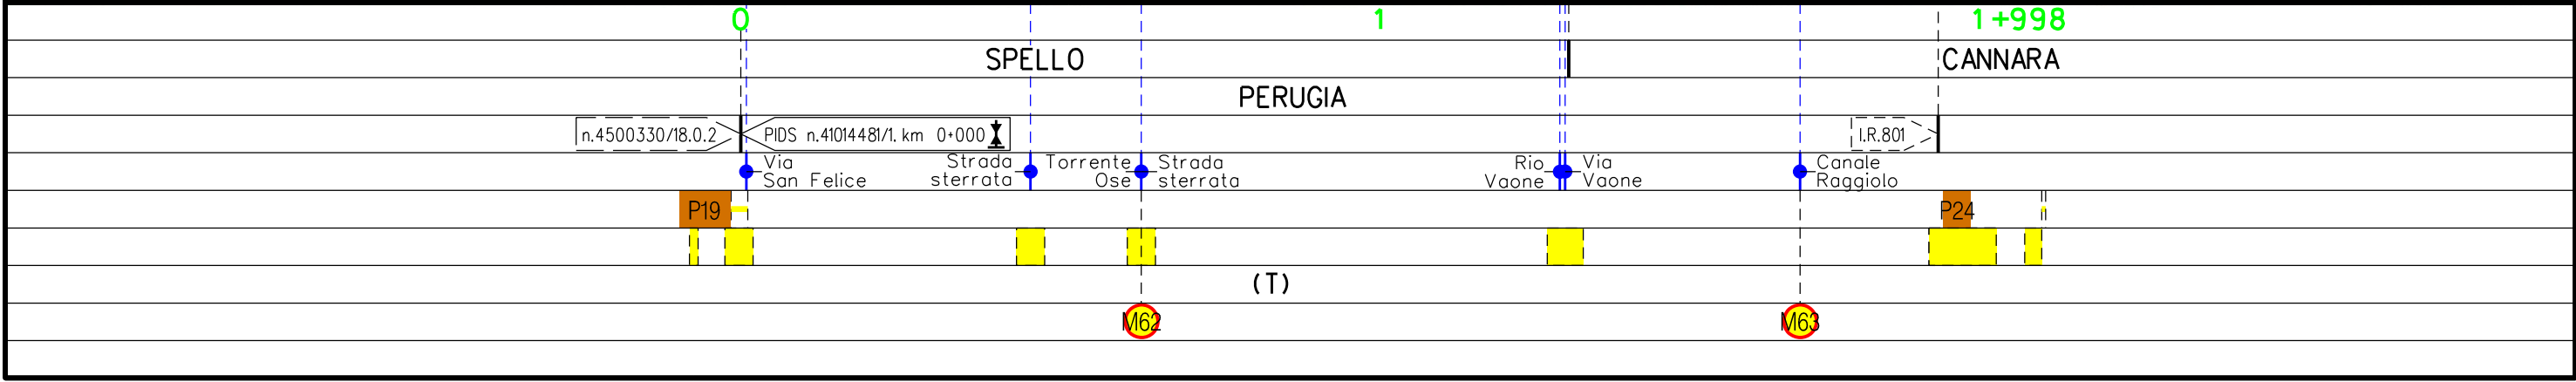 0 1 1+998
SPELLO CANNARA
PERUGIA
n.4500330/18.0.2 PIDS n.41014481/1. km 0+000 I.R.801
Via San Felice
Strada sterrata
Torrente Ose
Strada sterrata
Rio Vaone
Via Vaone
Canale Raggiolo
P19 P24
(T)
M62 M63